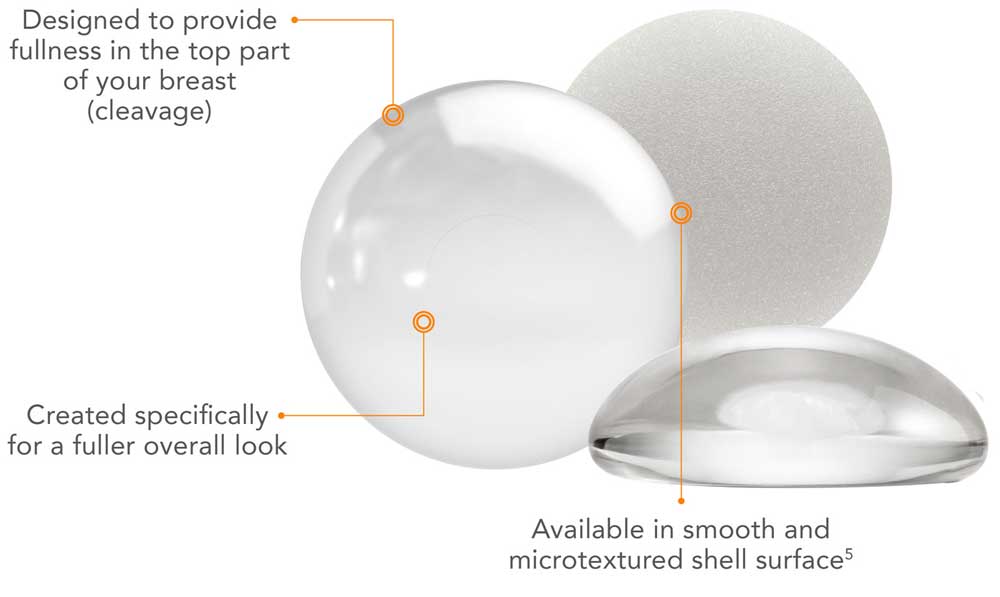 Designed to provide
fullness in the top part
of your breast
(cleavage)
Created specifically
for a fuller overall look
Available in smooth and
microtextured shell surface⁵